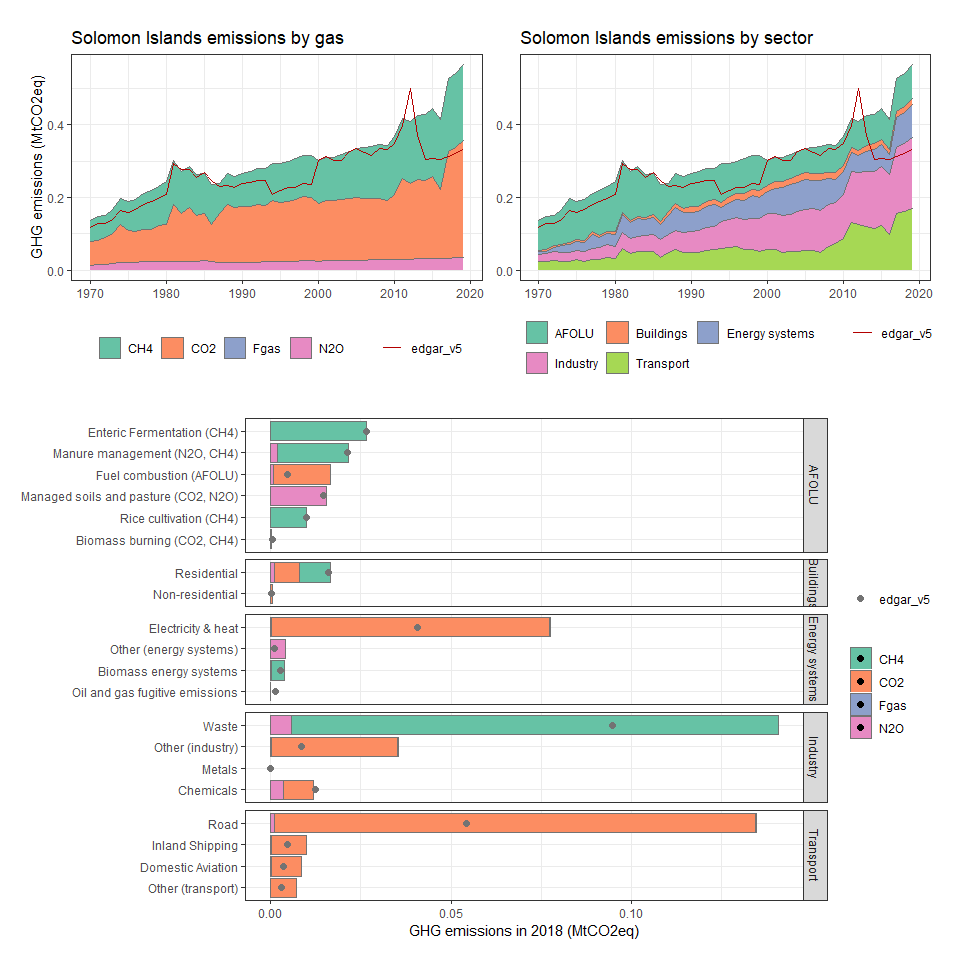 Solomon Islands emissions by gas
Solomon Islands emissions by sector
GHG emissions (MtCO2eq)
0.4
0.2
0.0
1970 1980 1990 2000 2010 2020
0.4
0.2
0.0
1970 1980 1990 2000 2010 2020
CH4 CO2 Fgas N2O edgar_v5
AFOLU Buildings Energy systems edgar_v5
Industry Transport
Enteric Fermentation (CH4)
Manure management (N2O, CH4)
Fuel combustion (AFOLU)
Managed soils and pasture (CO2, N2O)
Rice cultivation (CH4)
Biomass burning (CO2, CH4)
AFOLU
Residential
Non-residential
Buildings
Electricity & heat
Other (energy systems)
Biomass energy systems
Oil and gas fugitive emissions
Energy systems
Waste
Other (industry)
Metals
Chemicals
Industry
Road
Inland Shipping
Domestic Aviation
Other (transport)
Transport
0.00 0.05 0.10
GHG emissions in 2018 (MtCO2eq)
edgar_v5
CH4
CO2
Fgas
N2O